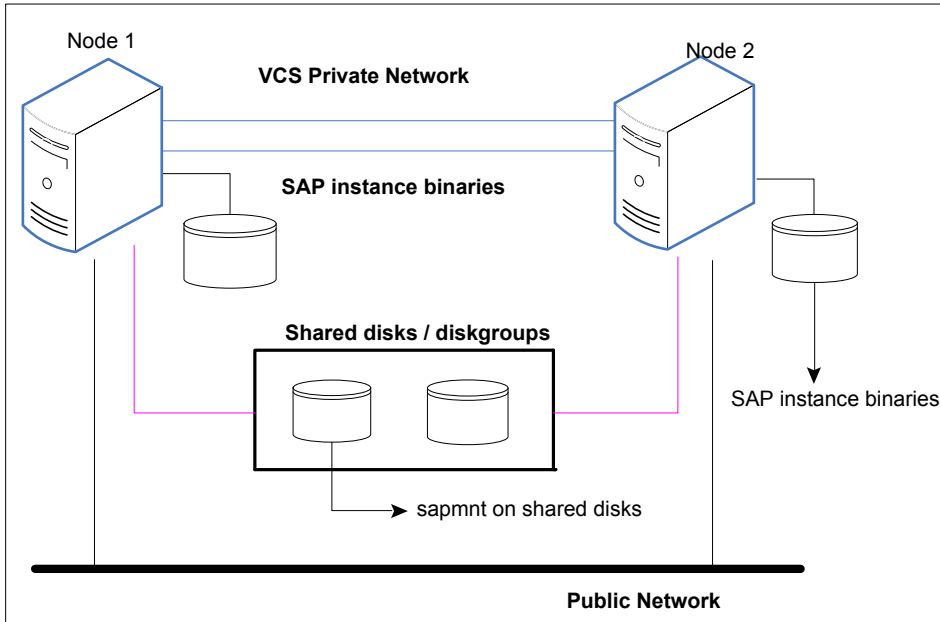 Node 1
Node 2
VCS Private Network
SAP instance binaries
Shared disks / diskgroups
SAP instance binaries
sapmnt on shared disks
Public Network